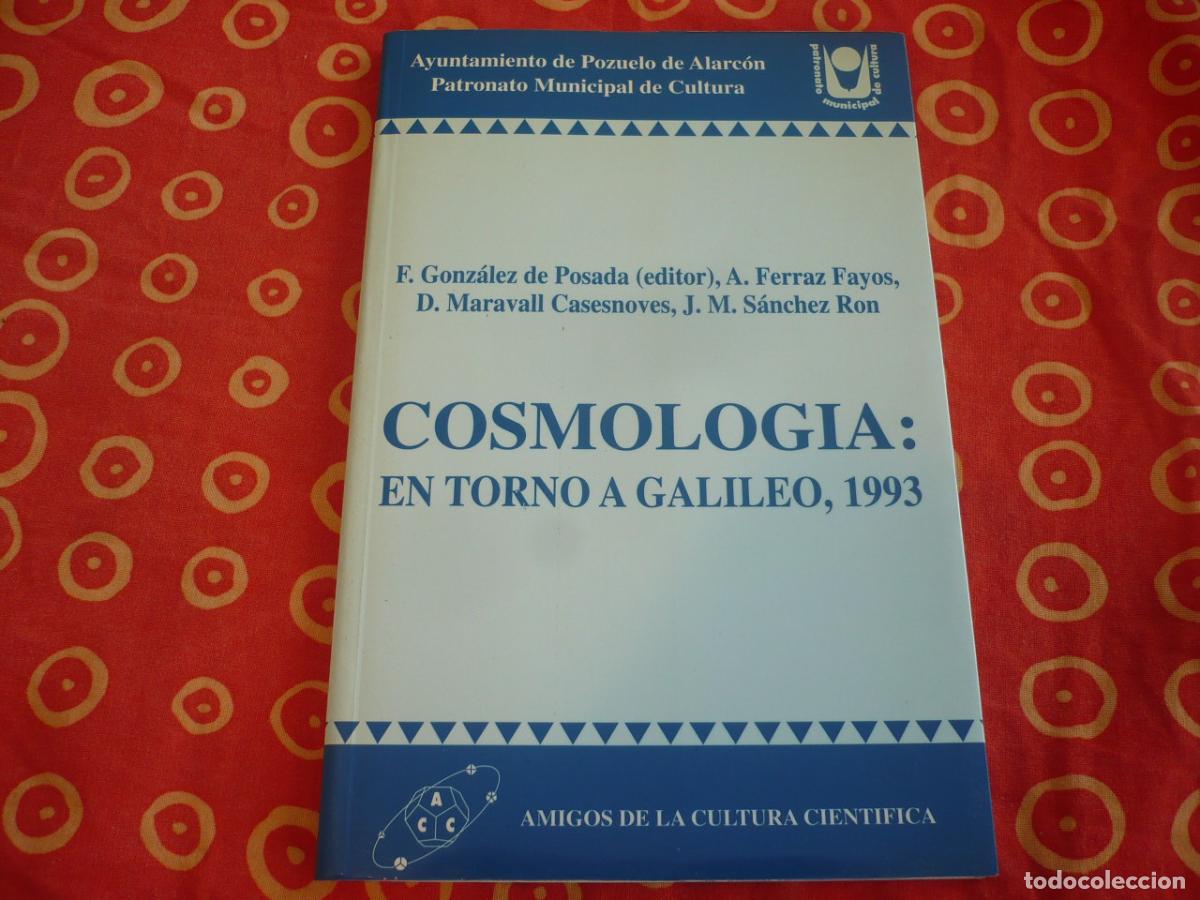 Ayuntamiento de Pozuelo de Alarcón
Patronato Municipal de Cultura
patronato municipal de cultura
F. González de Posada (editor), A. Ferraz Fayos,
D. Maravall Casesnoves, J. M. Sánchez Ron
COSMOLOGIA:
EN TORNO A GALILEO, 1993
A
C C
AMIGOS DE LA CULTURA CIENTIFICA
todocoleccion